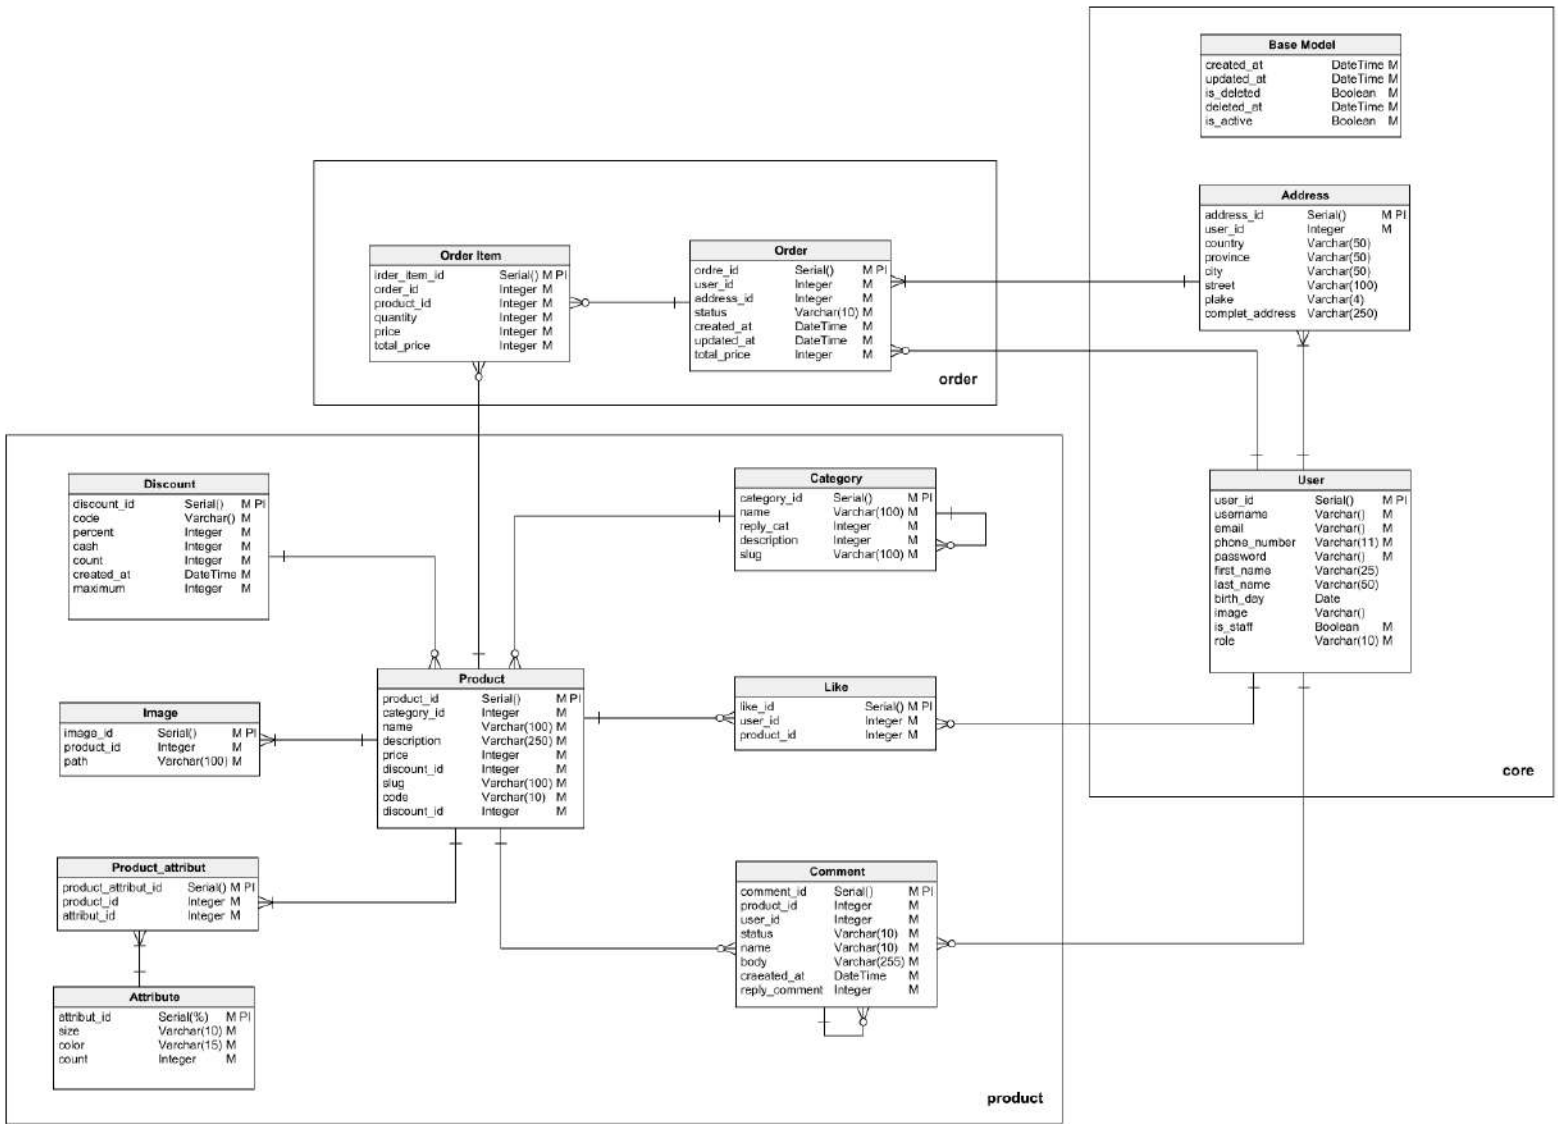 Base Model
created_at DateTime M
updated_at DateTime M
is_deleted Boolean M
deleted_at DateTime M
is_active Boolean M
Address
address_id Serial() M PI
user_id Integer M
country Varchar(50)
province Varchar(50)
city Varchar(50)
street Varchar(100)
plake Varchar(4)
complet_address Varchar(250)
Order Item
irder_item_id Serial() M PI
order_id Integer M
product_id Integer M
quantity Integer M
price Integer M
total_price Integer M
Order
ordre_id Serial() M PI
user_id Integer M
address_id Integer M
status Varchar(10) M
created_at DateTime M
updated_at DateTime M
total_price Integer M
order
Discount
discount_id Serial() M PI
code Varchar() M
percent Integer M
cash Integer M
count Integer M
created_at DateTime M
maximum Integer M
Category
category_id Serial() M PI
name Varchar(100) M
reply_cat Integer M
description Integer M
slug Varchar(100) M
User
user_id Serial() M PI
username Varchar() M
email Varchar() M
phone_number Varchar(11) M
password Varchar() M
first_name Varchar(25)
last_name Varchar(50)
birth_day Date
image Varchar()
is_staff Boolean M
role Varchar(10) M
core
Product
product_id Serial() M PI
category_id Integer M
name Varchar(100) M
description Varchar(250) M
price Integer M
discount_id Integer M
slug Varchar(100) M
code Varchar(10) M
discount_id Integer M
Like
like_id Serial() M PI
user_id Integer M
product_id Integer M
Image
image_id Serial() M PI
product_id Integer M
path Varchar(100) M
Product_attribut
product_attribut_id Serial() M PI
product_id Integer M
attribut_id Integer M
Comment
comment_id Serial() M PI
product_id Integer M
user_id Integer M
status Varchar(10) M
name Varchar(10) M
body Varchar(255) M
craeated_at DateTime M
reply_comment Integer M
Attribute
attribut_id Serial(%) M PI
size Varchar(10) M
color Varchar(15) M
count Integer M
product